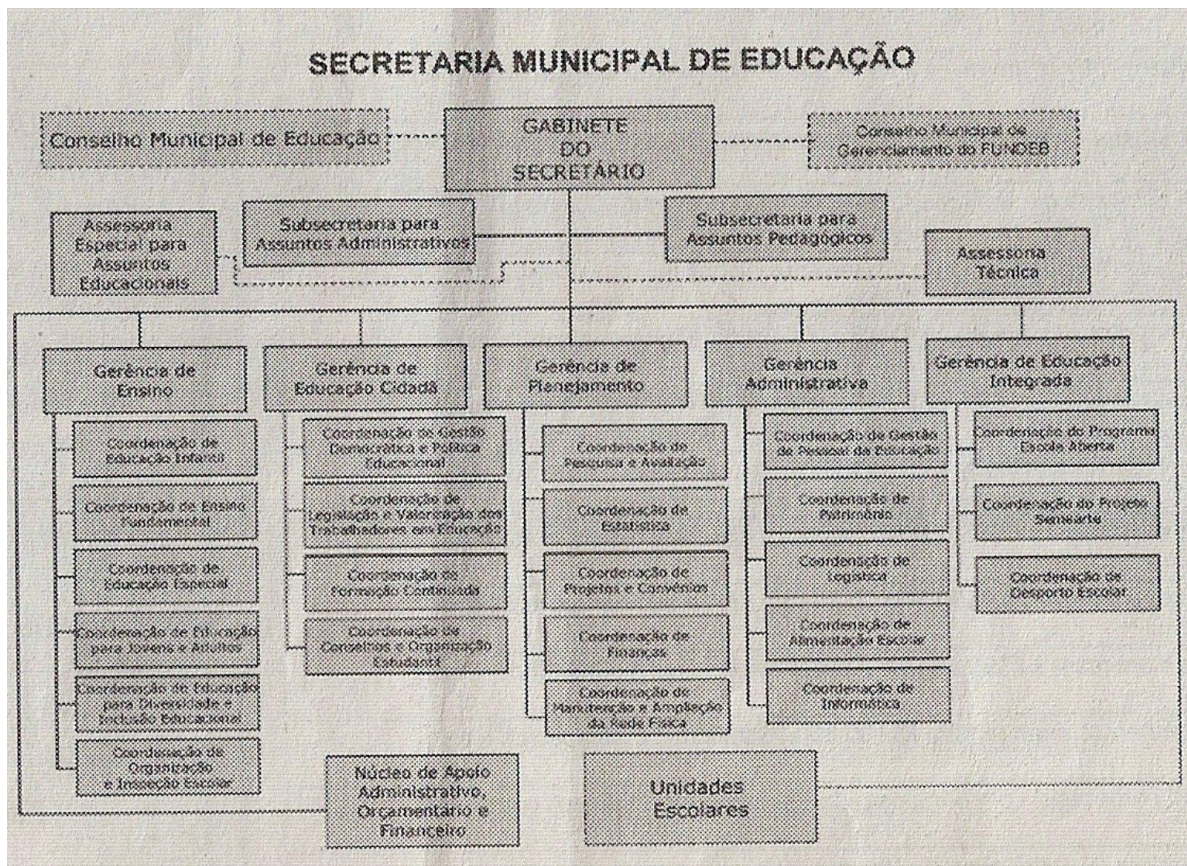 SECRETARIA MUNICIPAL DE EDUCAÇÃO
Conselho Municipal de Educação
GABINETE
DO
SECRETÁRIO
Conselho Municipal de
Gerenciamento do FUNDEB
Assessoria
Especial para
Assuntos
Educacionais
Subsecretaria para
Assuntos Administrativos
Subsecretaria para
Assuntos Pedagógicos
Assessoria
Técnica
Gerência de
Ensino
Gerência de
Educação Cidadã
Gerência de
Planejamento
Gerência
Administrativa
Gerência de Educação
Integrada
Coordenação de
Educação Infantil
Coordenação de Ensino
Fundamental
Coordenação de
Educação Especial
Coordenação de Educação
para Jovens e Adultos
Coordenação de Educação
para Diversidade e
Inclusão Educacional
Coordenação de
Organização
e Inspeção Escolar
Coordenação de Gestão
Democrática e Política
Educacional
Coordenação de
Legislação e Valorização dos
Trabalhadores em Educação
Coordenação de
Formação Continuada
Coordenação de
Conselhos e Organização
Estudantil
Coordenação de
Pesquisa e Avaliação
Coordenação de
Estatística
Coordenação de
Projetos e Convênios
Coordenação de
Finanças
Coordenação de
Manutenção e Ampliação
da Rede Física
Coordenação de Gestão
de Pessoal da Educação
Coordenação de
Patrimônio
Coordenação de
Logística
Coordenação de
Alimentação Escolar
Coordenação de
Informática
Coordenação do Programa
Escola Aberta
Coordenação do Projeto
Semearte
Coordenação de
Desporto Escolar
Núcleo de Apoio
Administrativo,
Orçamentário e
Financeiro
Unidades
Escolares